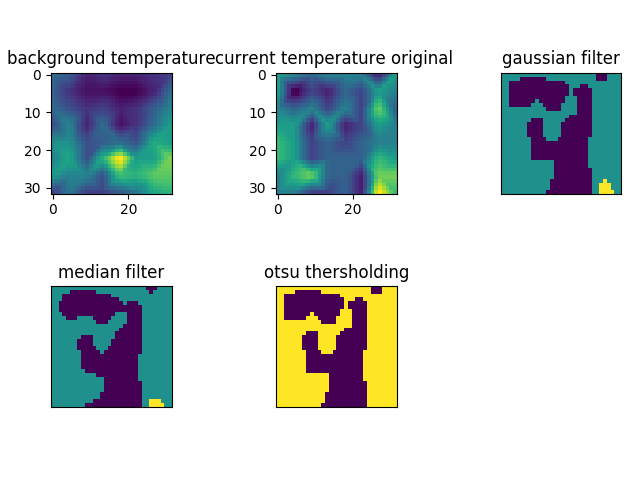 background temperature
current temperature original
gaussian filter
0
10
20
30
0
20
0
10
20
30
0
20
median filter
otsu thersholding